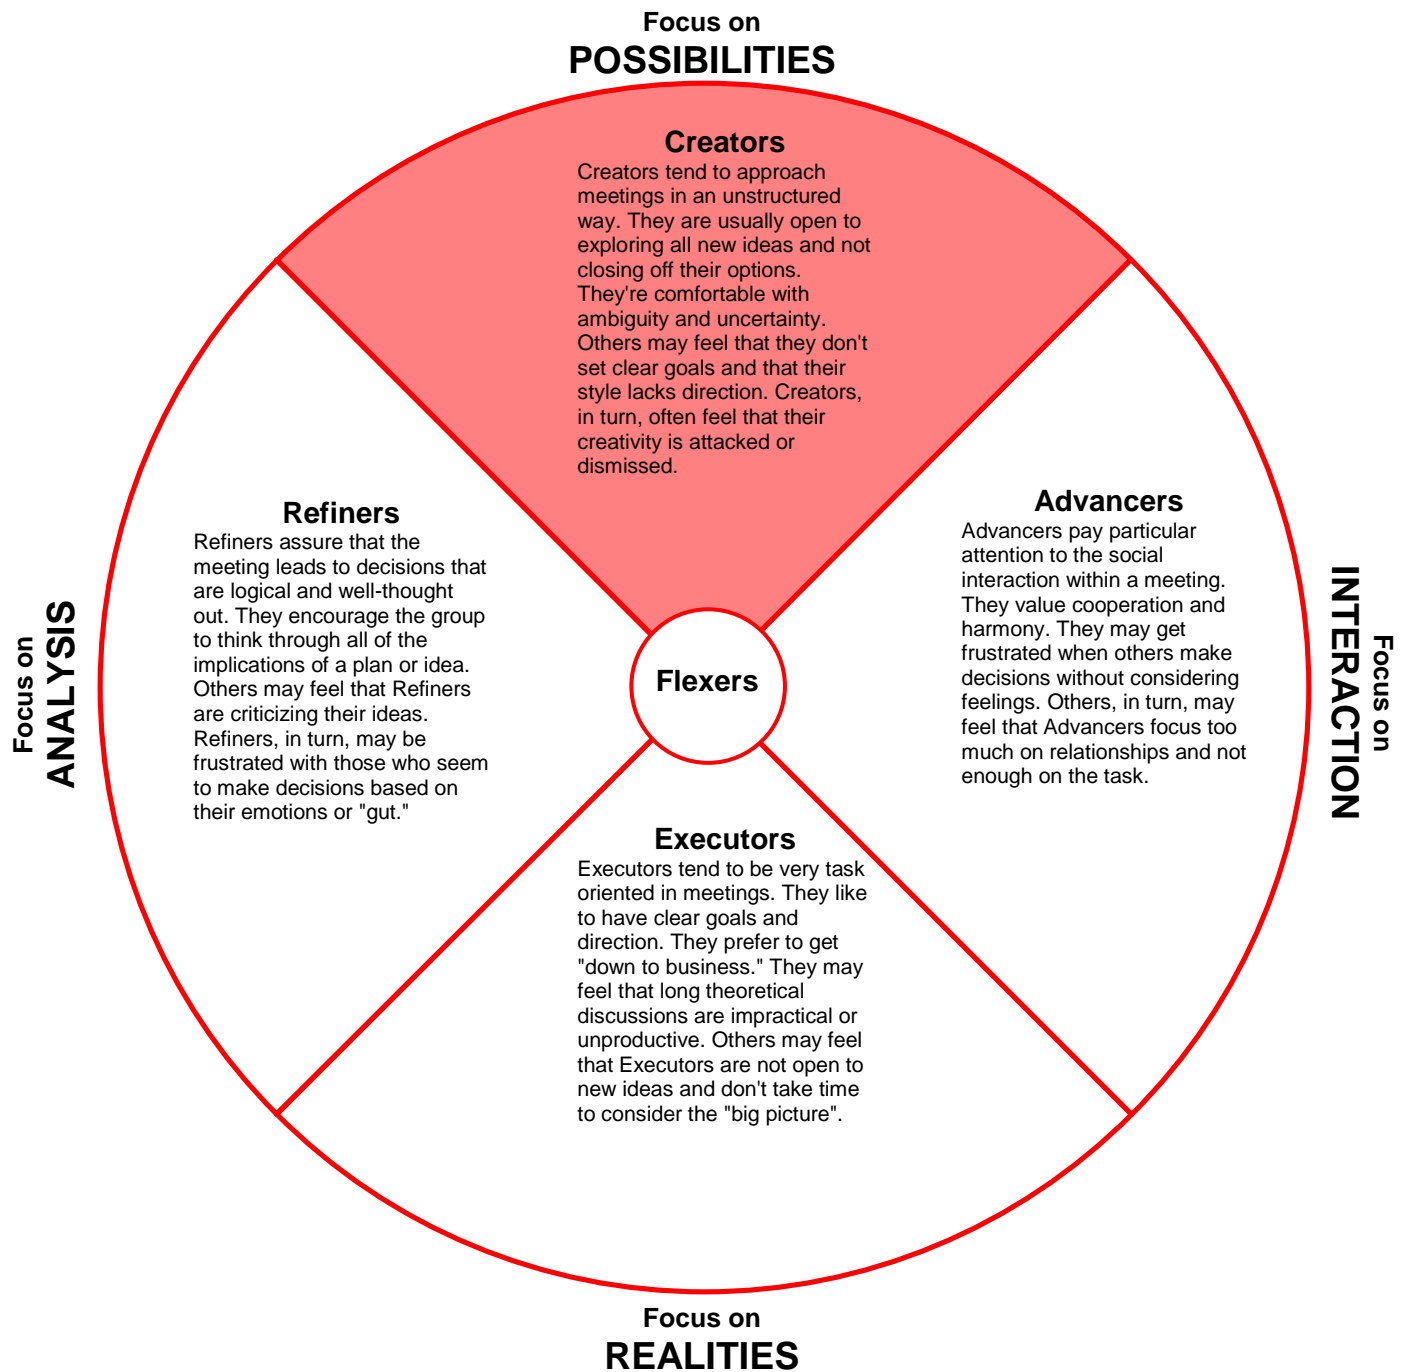 Focus on
POSSIBILITIES
Creators
Creators tend to approach
meetings in an unstructured
way. They are usually open to
exploring all new ideas and not
closing off their options.
They're comfortable with
ambiguity and uncertainty.
Others may feel that they don't
set clear goals and that their
style lacks direction. Creators,
in turn, often feel that their
creativity is attacked or
dismissed.
Focus on
ANALYSIS
Refiners
Refiners assure that the
meeting leads to decisions that
are logical and well-thought
out. They encourage the group
to think through all of the
implications of a plan or idea.
Others may feel that Refiners
are criticizing their ideas.
Refiners, in turn, may be
frustrated with those who seem
to make decisions based on
their emotions or "gut."
Flexers
Advancers
Advancers pay particular
attention to the social
interaction within a meeting.
They value cooperation and
harmony. They may get
frustrated when others make
decisions without considering
feelings. Others, in turn, may
feel that Advancers focus too
much on relationships and not
enough on the task.
Focus on
INTERACTION
Executors
Executors tend to be very task
oriented in meetings. They like
to have clear goals and
direction. They prefer to get
"down to business." They may
feel that long theoretical
discussions are impractical or
unproductive. Others may feel
that Executors are not open to
new ideas and don't take time
to consider the "big picture".
Focus on
REALITIES